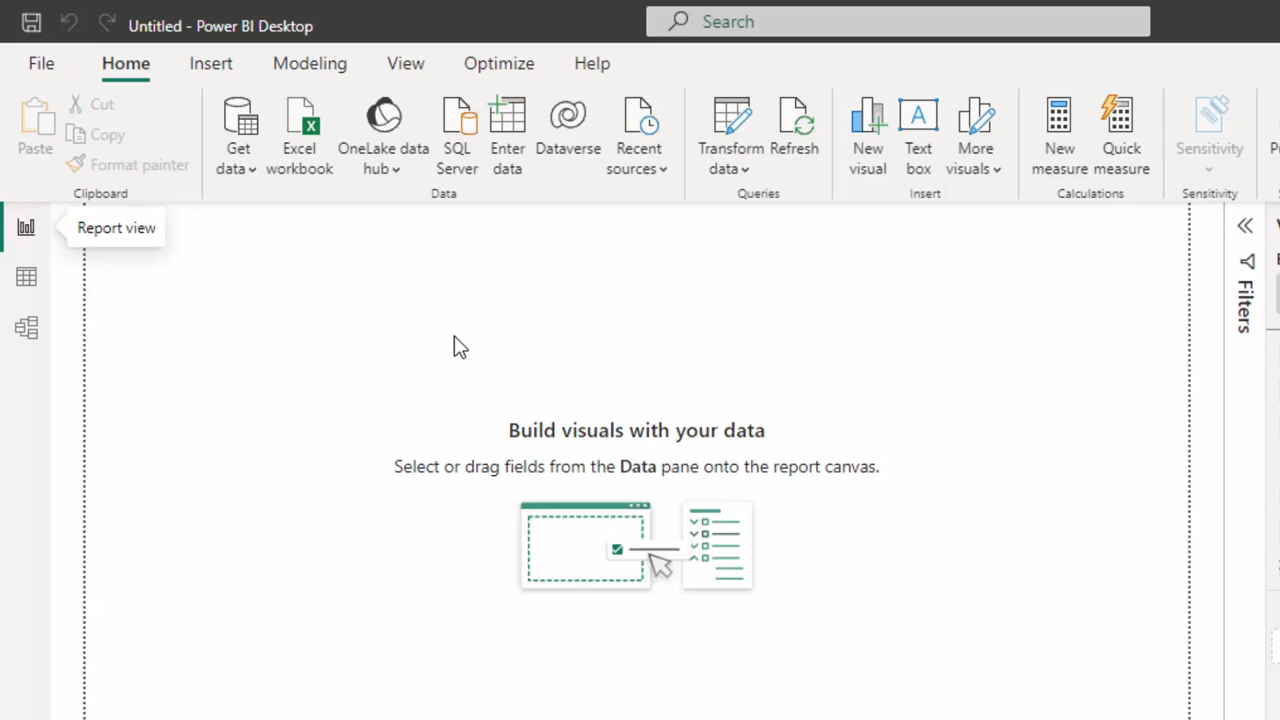 Untitled - Power BI Desktop
Search
File Home Insert Modeling View Optimize Help
Paste
Cut
Copy
Format painter
Clipboard
Get data
Excel workbook
OneLake data hub
SQL Server
Enter data
Dataverse
Recent sources
Data
Transform data
Refresh
Queries
New visual
Text box
More visuals
Insert
New measure
Quick measure
Calculations
Sensitivity
Sensitivity
Report view
Filters
Build visuals with your data
Select or drag fields from the Data pane onto the report canvas.